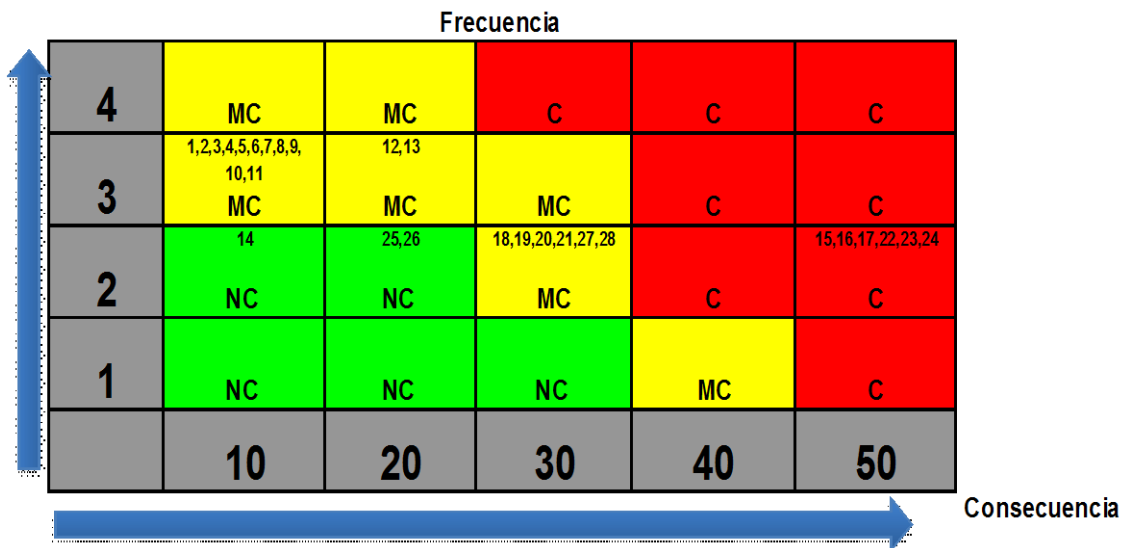 Frecuencia
4 MC MC C C C
1,2,3,4,5,6,7,8,9, 12,13
10,11
3 MC MC MC C C
14 25,26 18,19,20,21,27,28 15,16,17,22,23,24
2 NC NC MC C C
1 NC NC NC MC C
10 20 30 40 50
Consecuencia